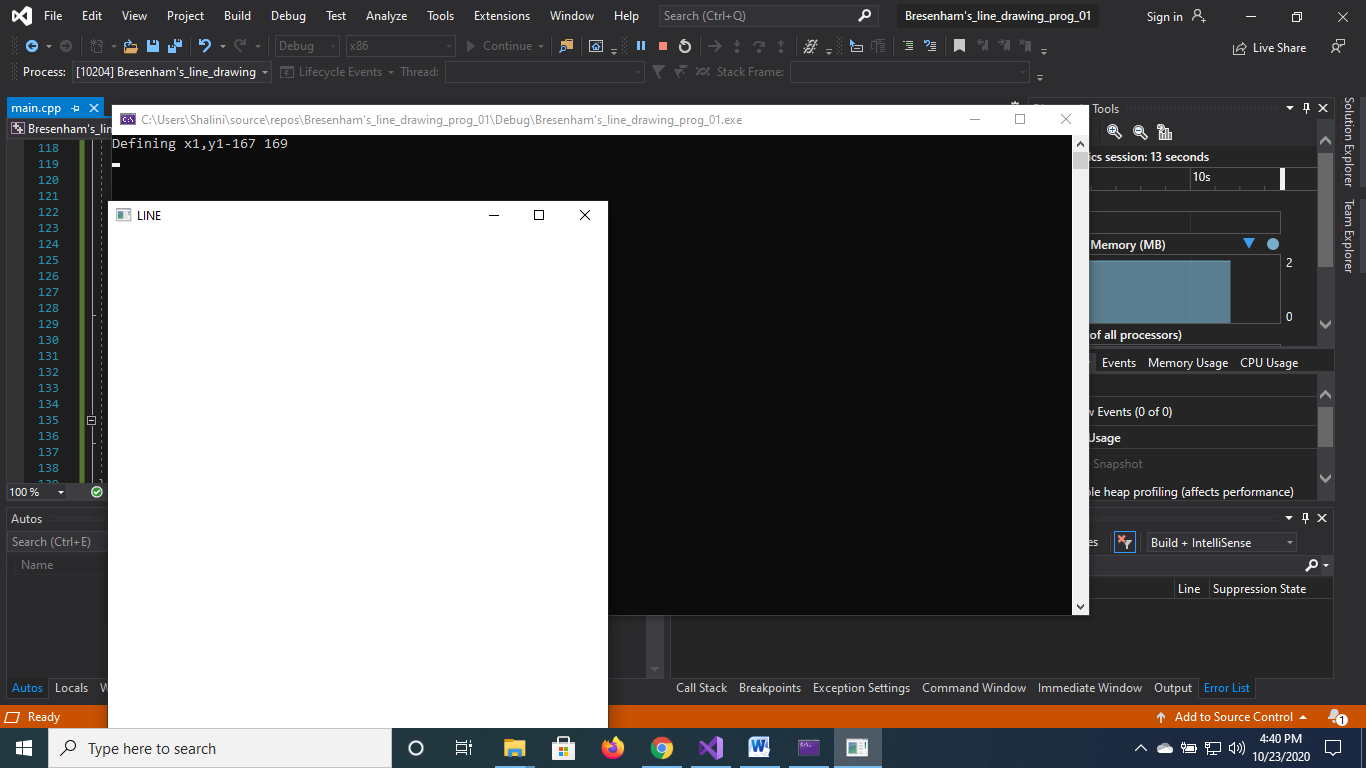 File Edit View Project Build Debug Test Analyze Tools Extensions Window Help Search (Ctrl+Q) Bresenham's_line_drawing_prog_01 Sign in
Debug x86 Continue Live Share
Process: [10204] Bresenham's_line_drawing Lifecycle Events Thread: Stack Frame:
main.cpp Tools
C:\Users\Shalini\source\repos\Bresenham's_line_drawing_prog_01\Debug\Bresenham's_line_drawing_prog_01.exe
Bresenham's_lin
Defining x1,y1-167 169
Solution Explorer
Team Explorer
cs session: 13 seconds
10s
LINE
118
119
120
121
122
123
124
125
126
127
128
129
130
131
132
133
134
135
136
137
138
Memory (MB)
2
0
of all processors)
Events Memory Usage CPU Usage
w Events (0 of 0)
Usage
Snapshot
ble heap profiling (affects performance)
100 %
Autos
Search (Ctrl+E)
Name
es Build + IntelliSense
Line Suppression State
Autos Locals W
Call Stack Breakpoints Exception Settings Command Window Immediate Window Output Error List
Ready Add to Source Control 1
Type here to search
4:40 PM
10/23/2020